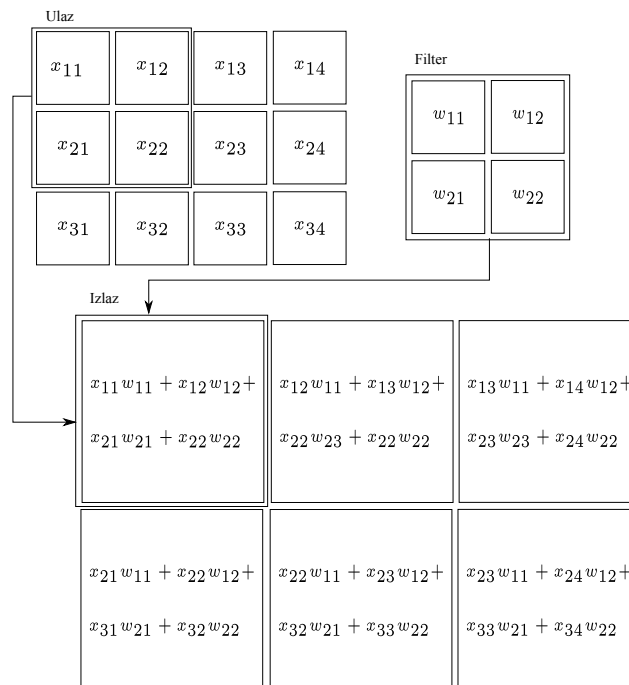 Ulaz
x11 x12 x13 x14
x21 x22 x23 x24
x31 x32 x33 x34
Filter
w11 w12
w21 w22
Izlaz
x11w11 + x12w12+
x21w21 + x22w22
x12w11 + x13w12+
x22w23 + x22w22
x13w11 + x14w12+
x23w23 + x24w22
x21w11 + x22w12+
x31w21 + x32w22
x22w11 + x23w12+
x32w21 + x33w22
x23w11 + x24w12+
x33w21 + x34w22